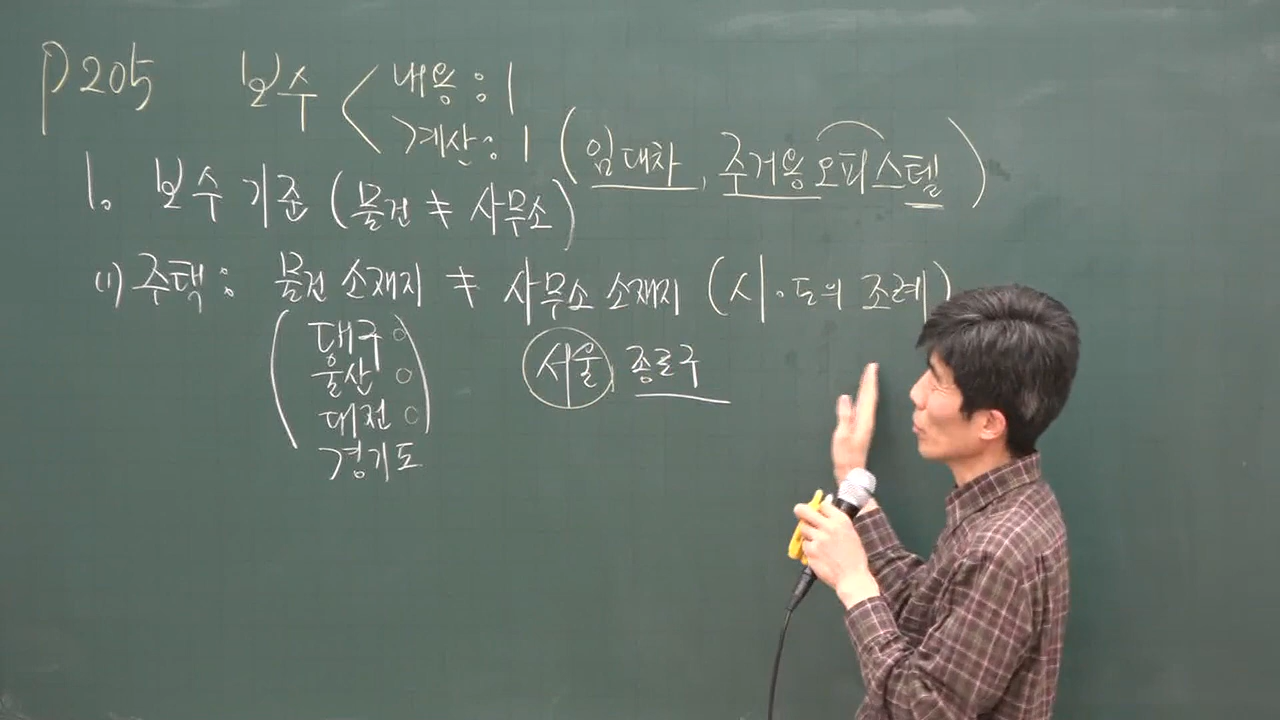 P205 보수 < 내용 : 1
계산 : 1 (임대차, 주거용 오피스텔)
1. 보수 기준 (물건 ≠ 사무소)
(1) 주택 : 물건 소재지 ≠ 사무소 소재지 (시·도의 조례)
(대구 ○ 서울, 종로구
울산 ○
대전 ○)
경기도